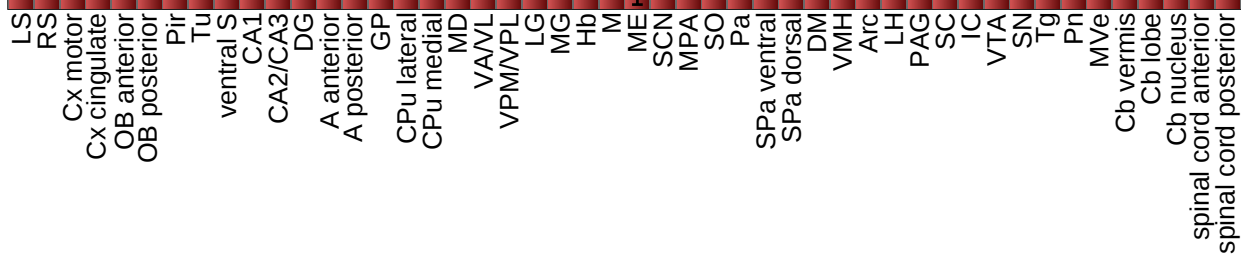 LS
RS
Cx motor
Cx cingulate
OB anterior
OB posterior
Pir
Tu
ventral S
CA1
CA2/CA3
DG
A anterior
A posterior
GP
CPu lateral
CPu medial
MD
VA/VL
VPM/VPL
LG
MG
Hb
M
ME
SCN
MPA
SO
Pa
SPa ventral
SPa dorsal
DM
VMH
Arc
LH
PAG
SC
IC
VTA
SN
Tg
Pn
MVe
Cb vermis
Cb lobe
Cb nucleus
spinal cord anterior
spinal cord posterior